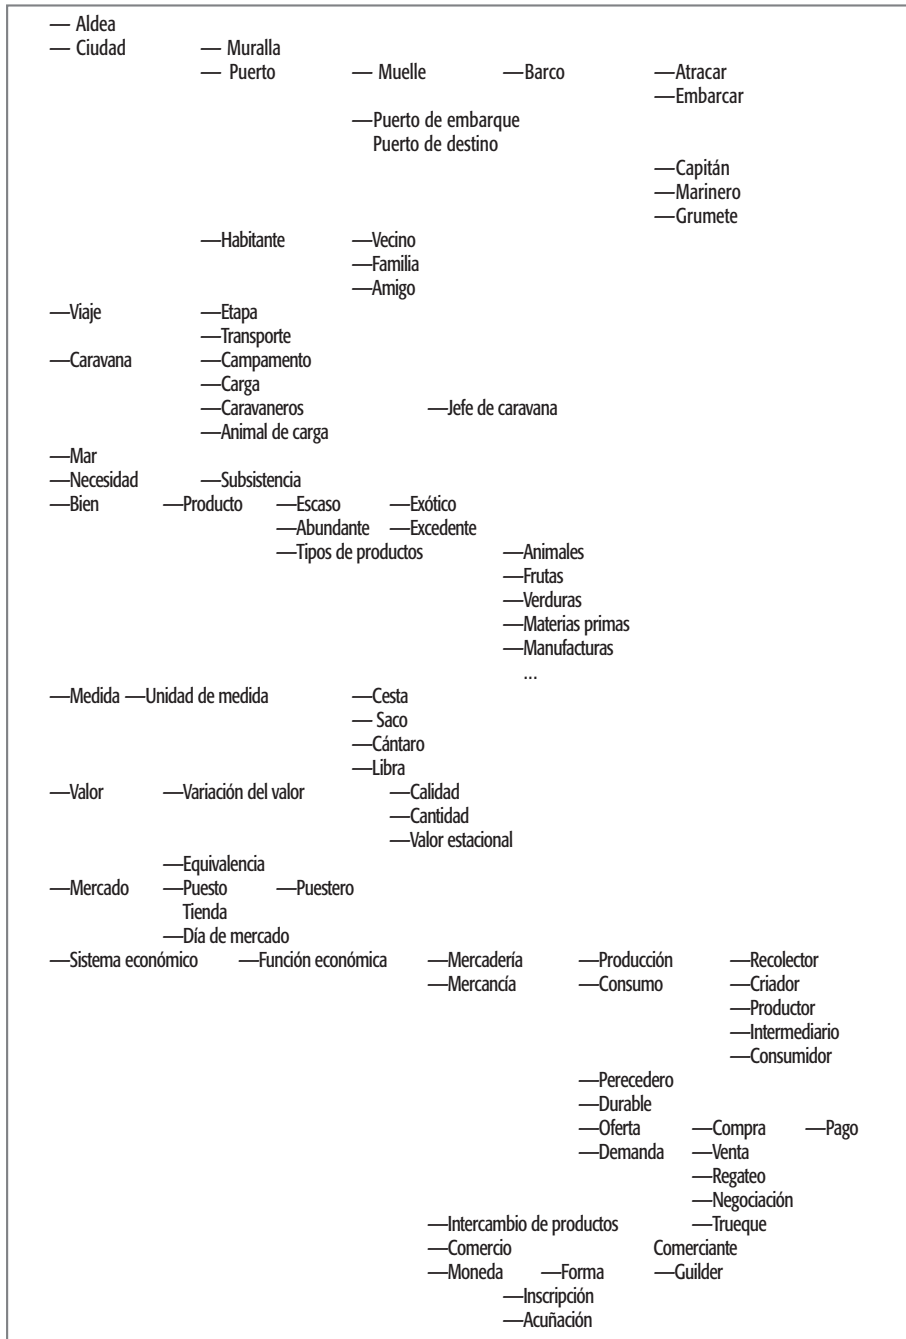 — Aldea
— Ciudad — Muralla
— Puerto — Muelle —Barco —Atracar
—Embarcar
—Puerto de embarque
Puerto de destino
—Capitán
—Marinero
—Grumete
—Habitante —Vecino
—Familia
—Amigo
—Viaje —Etapa
—Transporte
—Caravana —Campamento
—Carga
—Caravaneros —Jefe de caravana
—Animal de carga
—Mar
—Necesidad —Subsistencia
—Bien —Producto —Escaso —Exótico
—Abundante —Excedente
—Tipos de productos —Animales
—Frutas
—Verduras
—Materias primas
—Manufacturas
...
—Medida —Unidad de medida —Cesta
— Saco
—Cántaro
—Libra
—Valor —Variación del valor —Calidad
—Cantidad
—Valor estacional
—Equivalencia
—Mercado —Puesto —Puestero
Tienda
—Día de mercado
—Sistema económico —Función económica —Mercadería —Producción —Recolector
—Mercancía —Consumo —Criador
—Productor
—Intermediario
—Consumidor
—Perecedero
—Durable
—Oferta —Compra —Pago
—Demanda —Venta
—Regateo
—Negociación
—Intercambio de productos —Trueque
—Comercio Comerciante
—Moneda —Forma —Guilder
—Inscripción
—Acuñación